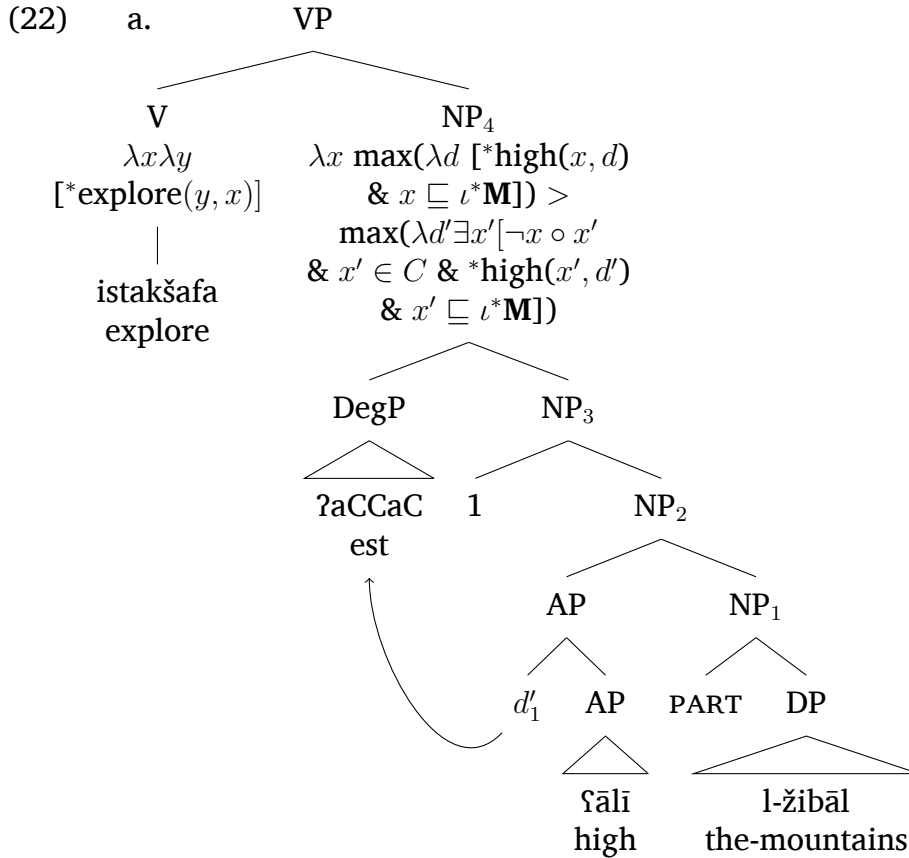 (22) a. VP
V NP₄
λxλy λx max(λd [*high(x, d)
[*explore(y, x)] & x ⊑ ι*M]) >
max(λd′∃x′[¬x ∘ x′
istakšafa & x′ ∈ C & *high(x′, d′)
explore & x′ ⊑ ι*M])
DegP NP₃
ʔaCCaC 1 NP₂
est
AP NP₁
d′₁ AP PART DP
ʕālī l-žibāl
high the-mountains